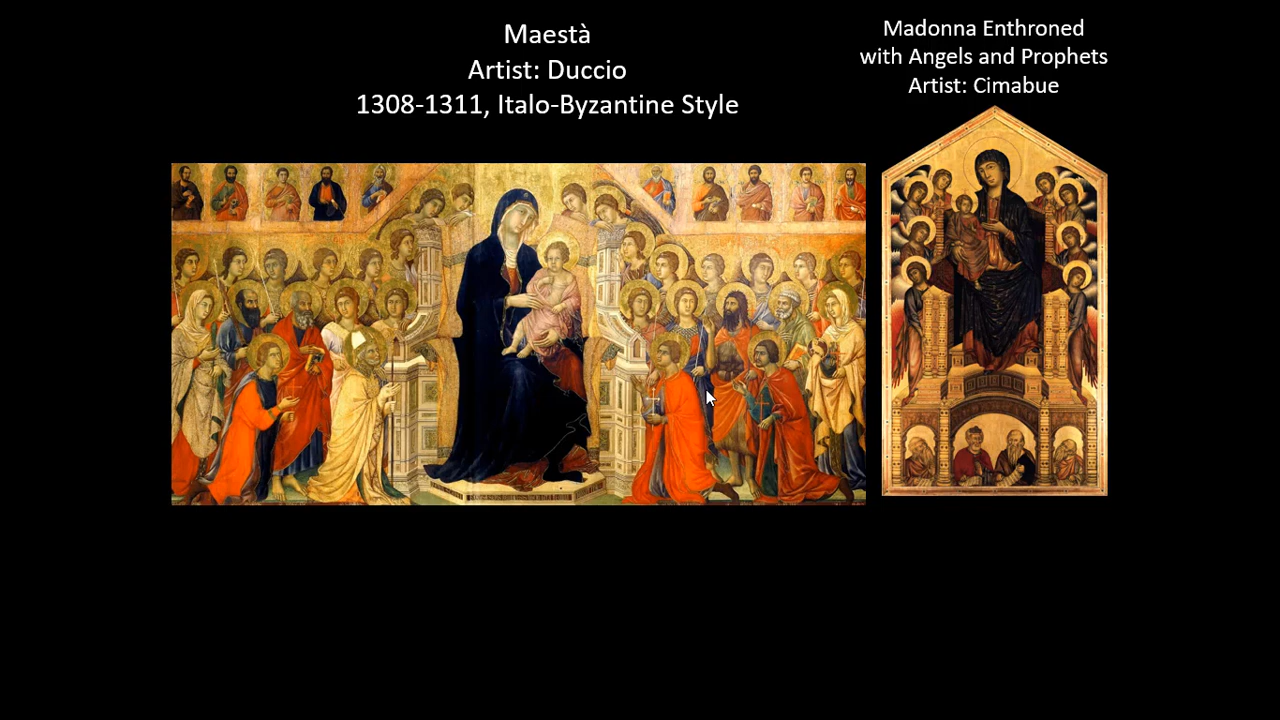 Maestà
Artist: Duccio
1308-1311, Italo-Byzantine Style
Madonna Enthroned
with Angels and Prophets
Artist: Cimabue